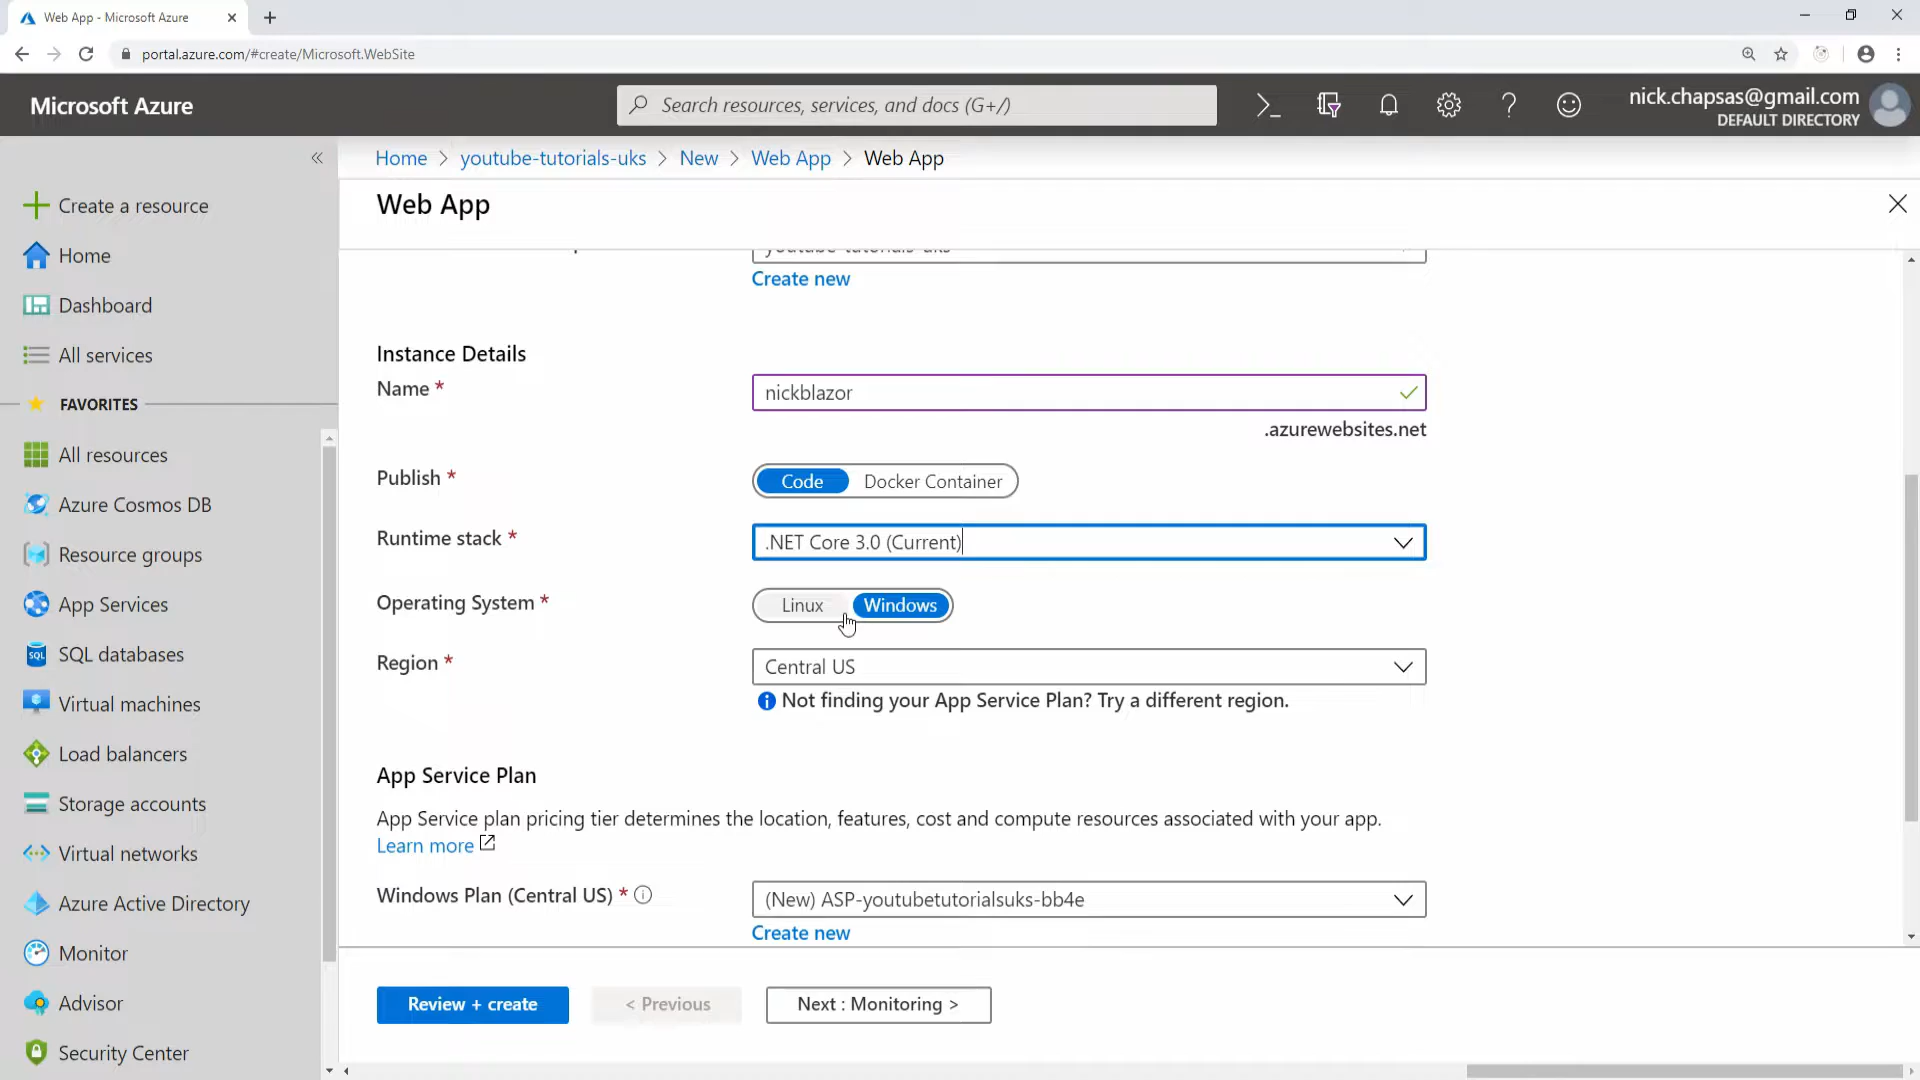 Web App - Microsoft Azure
portal.azure.com/#create/Microsoft.WebSite
Microsoft Azure
Search resources, services, and docs (G+/)
nick.chapsas@gmail.com
DEFAULT DIRECTORY
Home > youtube-tutorials-uks > New > Web App > Web App
Web App
Create a resource
Home
Dashboard
All services
FAVORITES
All resources
Azure Cosmos DB
Resource groups
App Services
SQL databases
Virtual machines
Load balancers
Storage accounts
Virtual networks
Azure Active Directory
Monitor
Advisor
Security Center
youtube-tutorials-uks
Create new
Instance Details
Name *
nickblazor
.azurewebsites.net
Publish *
Code Docker Container
Runtime stack *
.NET Core 3.0 (Current)
Operating System *
Linux Windows
Region *
Central US
Not finding your App Service Plan? Try a different region.
App Service Plan
App Service plan pricing tier determines the location, features, cost and compute resources associated with your app.
Learn more
Windows Plan (Central US) *
(New) ASP-youtubetutorialsuks-bb4e
Create new
Review + create
< Previous
Next : Monitoring >